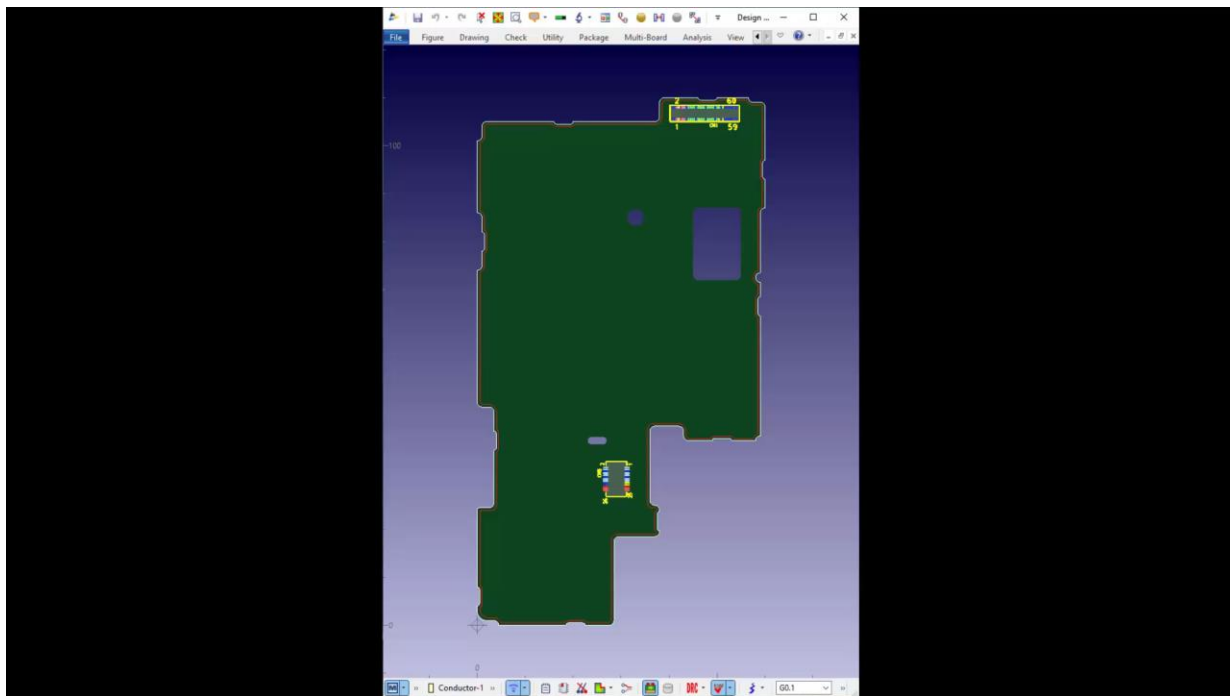 Design ...
File Figure Drawing Check Utility Package Multi-Board Analysis View
2 60
1 CN1 59
100
0
0
Conductor-1
DRC
G0.1